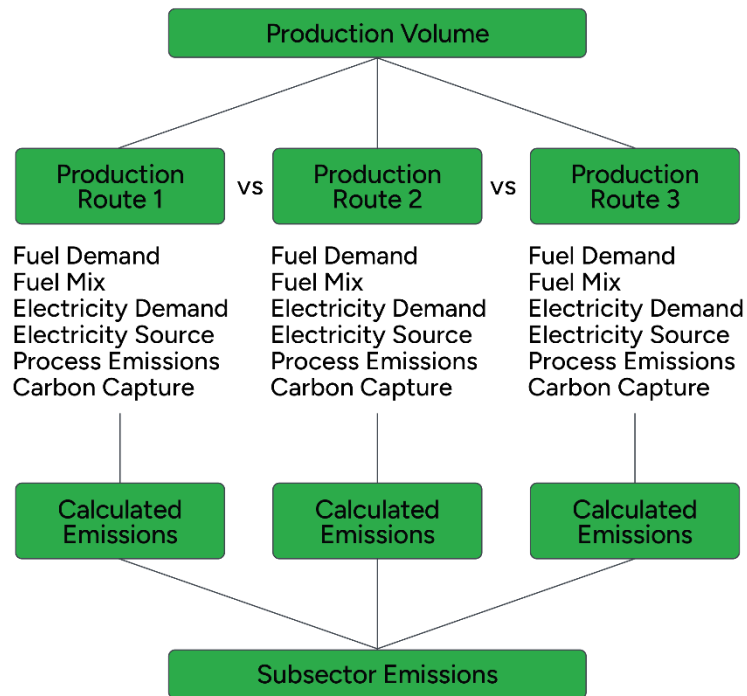 Production Volume
Production
Route 1
vs
Production
Route 2
vs
Production
Route 3
Fuel Demand
Fuel Mix
Electricity Demand
Electricity Source
Process Emissions
Carbon Capture
Fuel Demand
Fuel Mix
Electricity Demand
Electricity Source
Process Emissions
Carbon Capture
Fuel Demand
Fuel Mix
Electricity Demand
Electricity Source
Process Emissions
Carbon Capture
Calculated
Emissions
Calculated
Emissions
Calculated
Emissions
Subsector Emissions